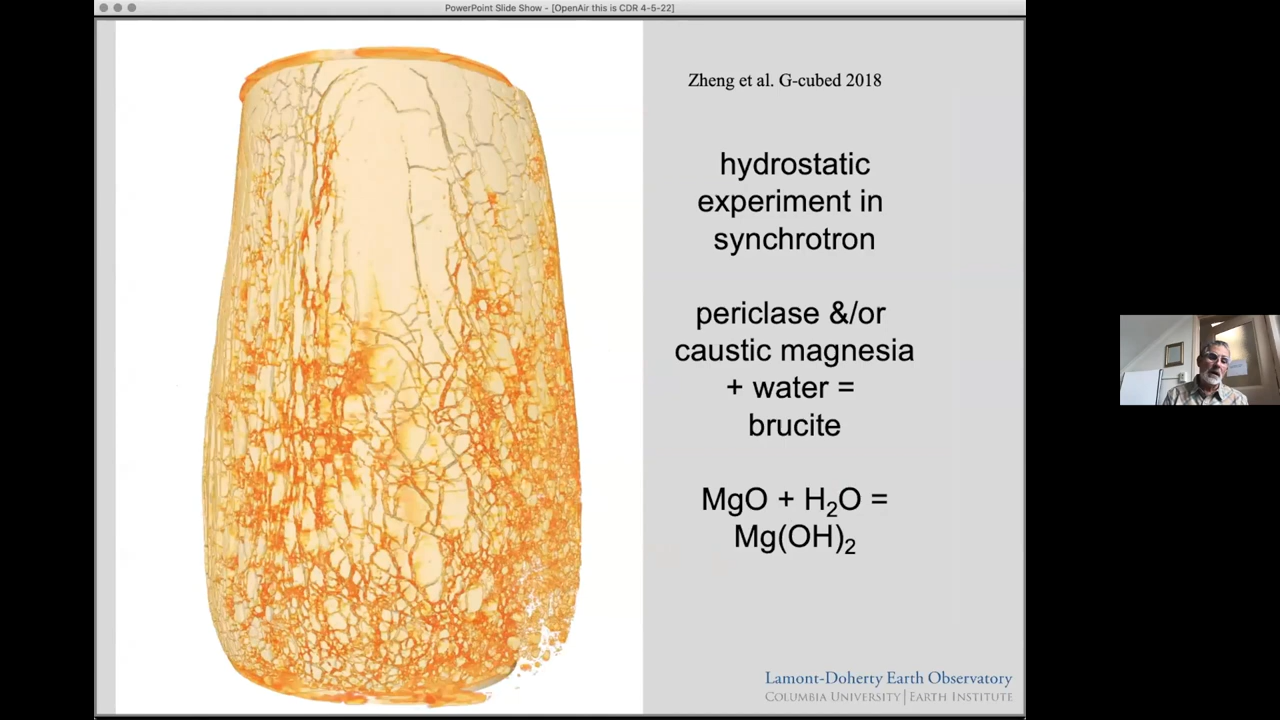 PowerPoint Slide Show - [OpenAir this is CDR 4-5-22]
Zheng et al. G-cubed 2018
hydrostatic
experiment in
synchrotron
periclase &/or
caustic magnesia
+ water =
brucite
MgO + H₂O =
Mg(OH)₂
Lamont-Doherty Earth Observatory
COLUMBIA UNIVERSITY | EARTH INSTITUTE